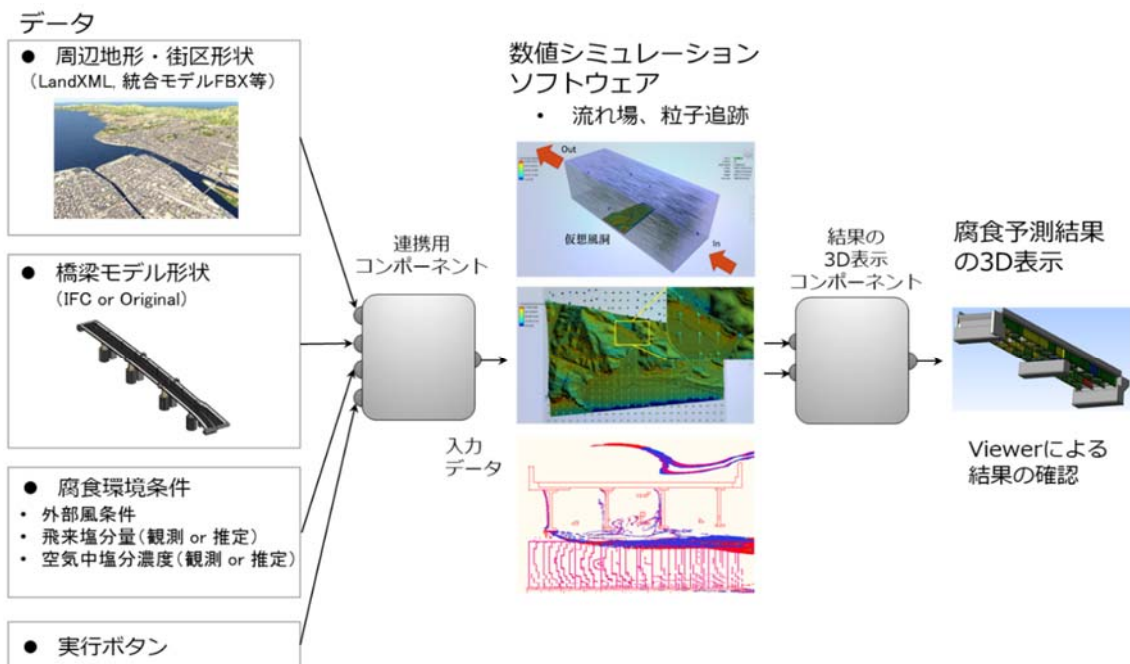 データ
● 周辺地形・街区形状
（LandXML, 統合モデルFBX等）
● 橋梁モデル形状
（IFC or Original）
● 腐食環境条件
• 外部風条件
• 飛来塩分量（観測 or 推定）
• 空気中塩分濃度（観測 or 推定）
● 実行ボタン
連携用
コンポーネント
入力
データ
数値シミュレーション
ソフトウェア
• 流れ場、粒子追跡
Out
仮想風洞
In
結果の
3D表示
コンポーネント
腐食予測結果
の3D表示
Viewerによる
結果の確認